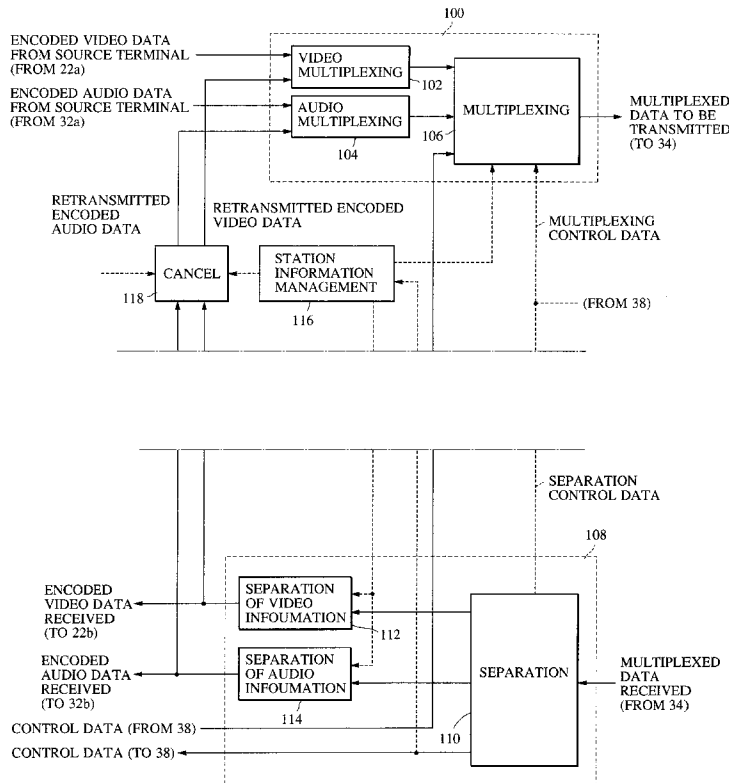 100
ENCODED VIDEO DATA
FROM SOURCE TERMINAL
(FROM 22a)
VIDEO
MULTIPLEXING
102
ENCODED AUDIO DATA
FROM SOURCE TERMINAL
(FROM 32a)
AUDIO
MULTIPLEXING
104
MULTIPLEXING
106
MULTIPLEXED
DATA TO BE
TRANSMITTED
(TO 34)
RETRANSMITTED
ENCODED
AUDIO DATA
RETRANSMITTED ENCODED
VIDEO DATA
MULTIPLEXING
CONTROL DATA
CANCEL
118
STATION
INFORMATION
MANAGEMENT
116
(FROM 38)
SEPARATION
CONTROL DATA
108
ENCODED
VIDEO DATA
RECEIVED
(TO 22b)
SEPARATION
OF VIDEO
INFOUMATION
112
ENCODED
AUDIO DATA
RECEIVED
(TO 32b)
SEPARATION
OF AUDIO
INFOUMATION
114
SEPARATION
110
MULTIPLEXED
DATA
RECEIVED
(FROM 34)
CONTROL DATA (FROM 38)
CONTROL DATA (TO 38)